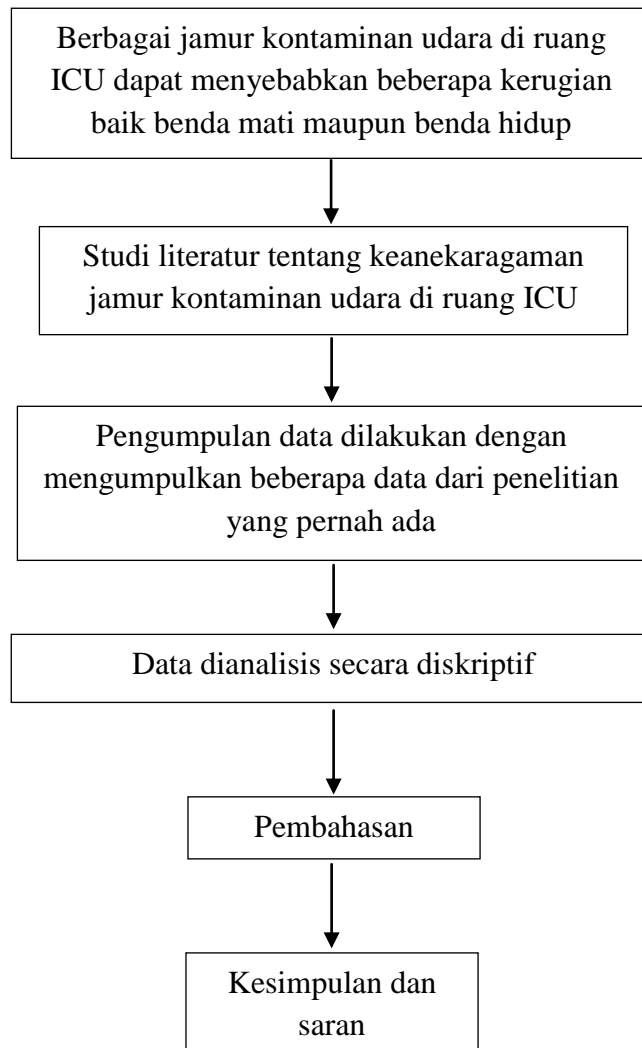 Berbagai jamur kontaminan udara di ruang
ICU dapat menyebabkan beberapa kerugian
baik benda mati maupun benda hidup
Studi literatur tentang keanekaragaman
jamur kontaminan udara di ruang ICU
Pengumpulan data dilakukan dengan
mengumpulkan beberapa data dari penelitian
yang pernah ada
Data dianalisis secara diskriptif
Pembahasan
Kesimpulan dan
saran